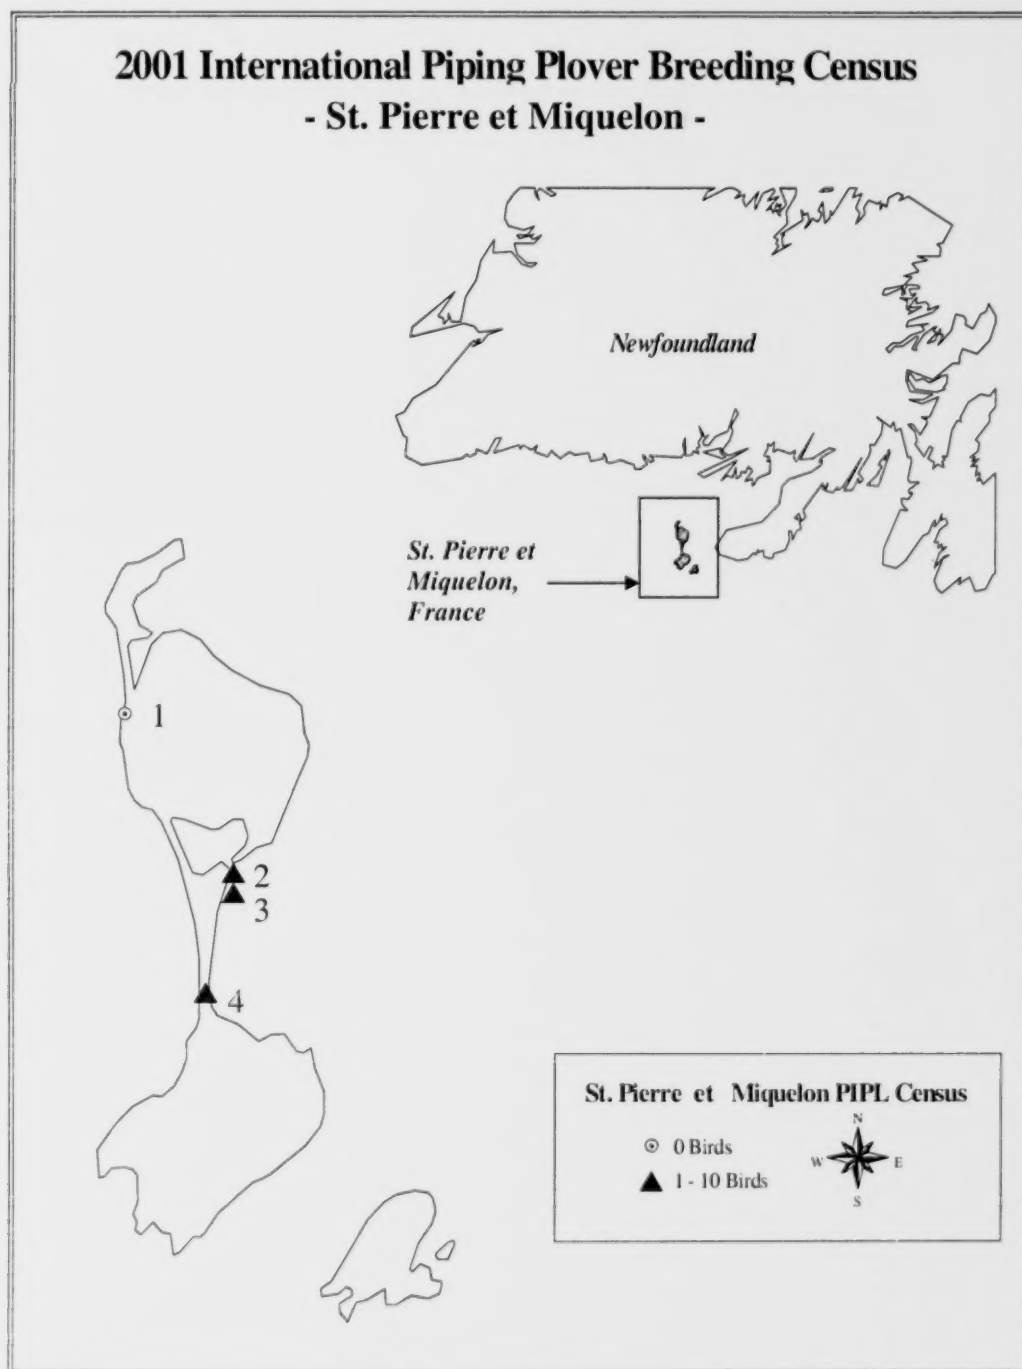 2001 International Piping Plover Breeding Census
- St. Pierre et Miquelon -
Newfoundland
St. Pierre et
Miquelon,
France
1
2
3
4
St. Pierre et Miquelon PIPL Census
N
W E
S
0 Birds
1 - 10 Birds